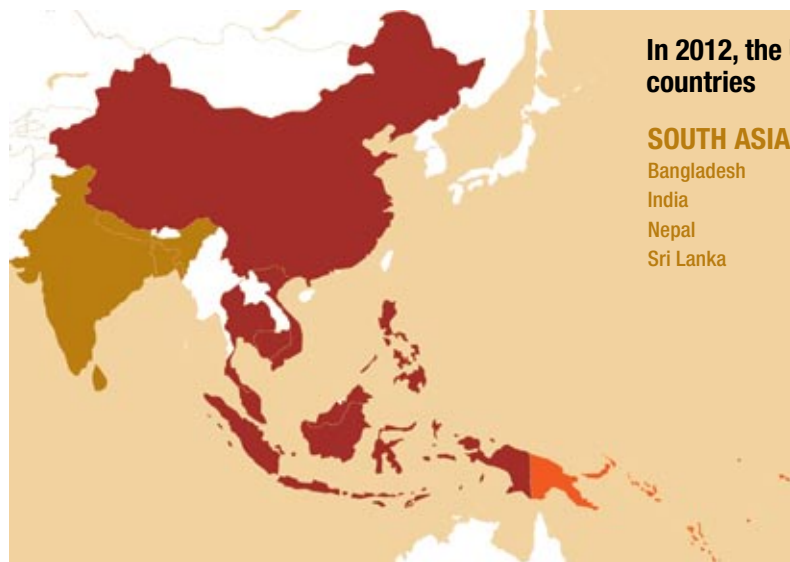 In 2012, the
countries
SOUTH ASIA
Bangladesh
India
Nepal
Sri Lanka